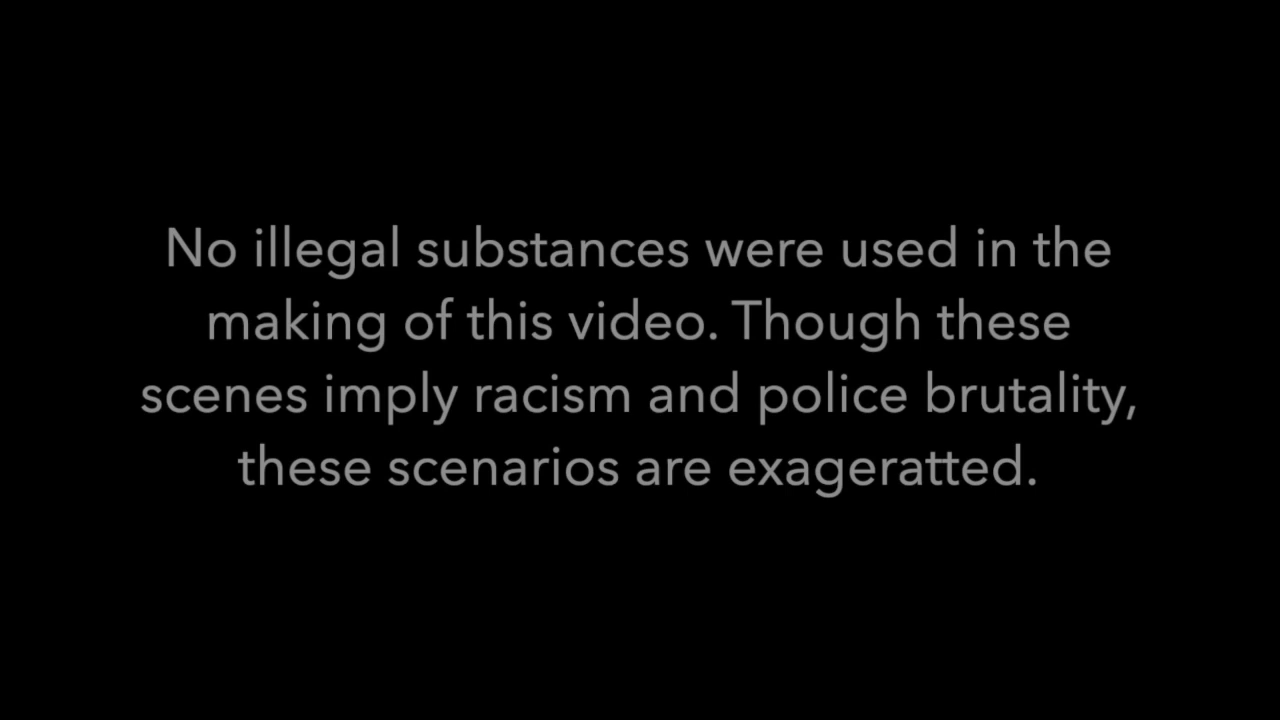 No illegal substances were used in the
making of this video. Though these
scenes imply racism and police brutality,
these scenarios are exageratted.